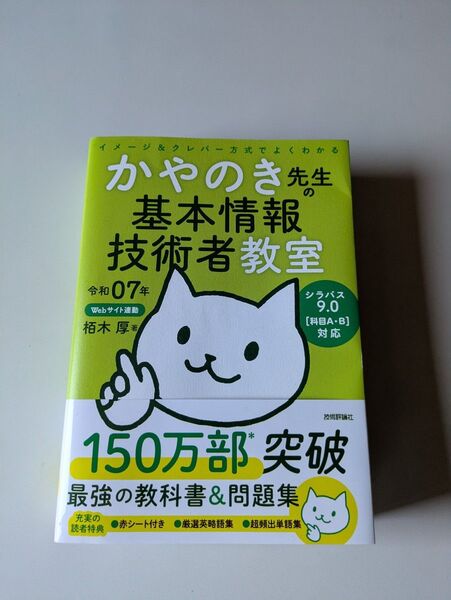 イメージ&クレバー方式でよくわかる
かやのき先生の
基本情報
技術者教室
令和07年
Webサイト連動
栢木 厚 著
シラバス
9.0
[科目A・B]
対応
技術評論社
150万部*突破
最強の教科書&問題集
充実の
読者特典
●赤シート付き ●厳選英略語集 ●超頻出単語集